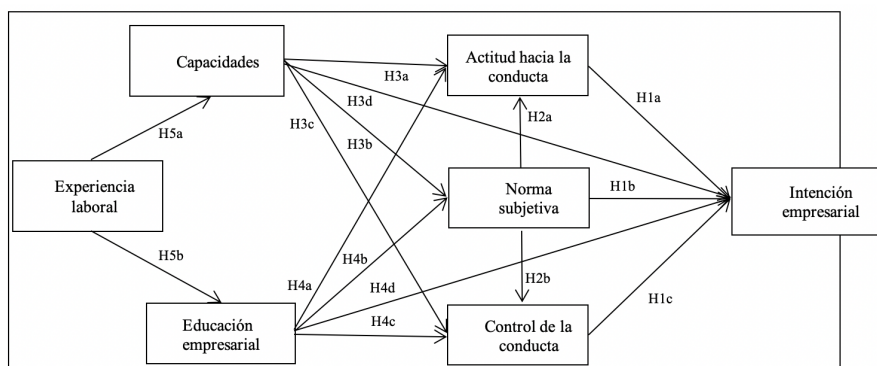 Capacidades
Actitud hacia la
conducta
H3a
H3d
H3c
H3b
H2a
H1a
H5a
Experiencia
laboral
Norma
subjetiva
H1b
Intención
empresarial
H5b
H4a
H4b
H4d
H2b
H1c
Educación
empresarial
H4c
Control de la
conducta